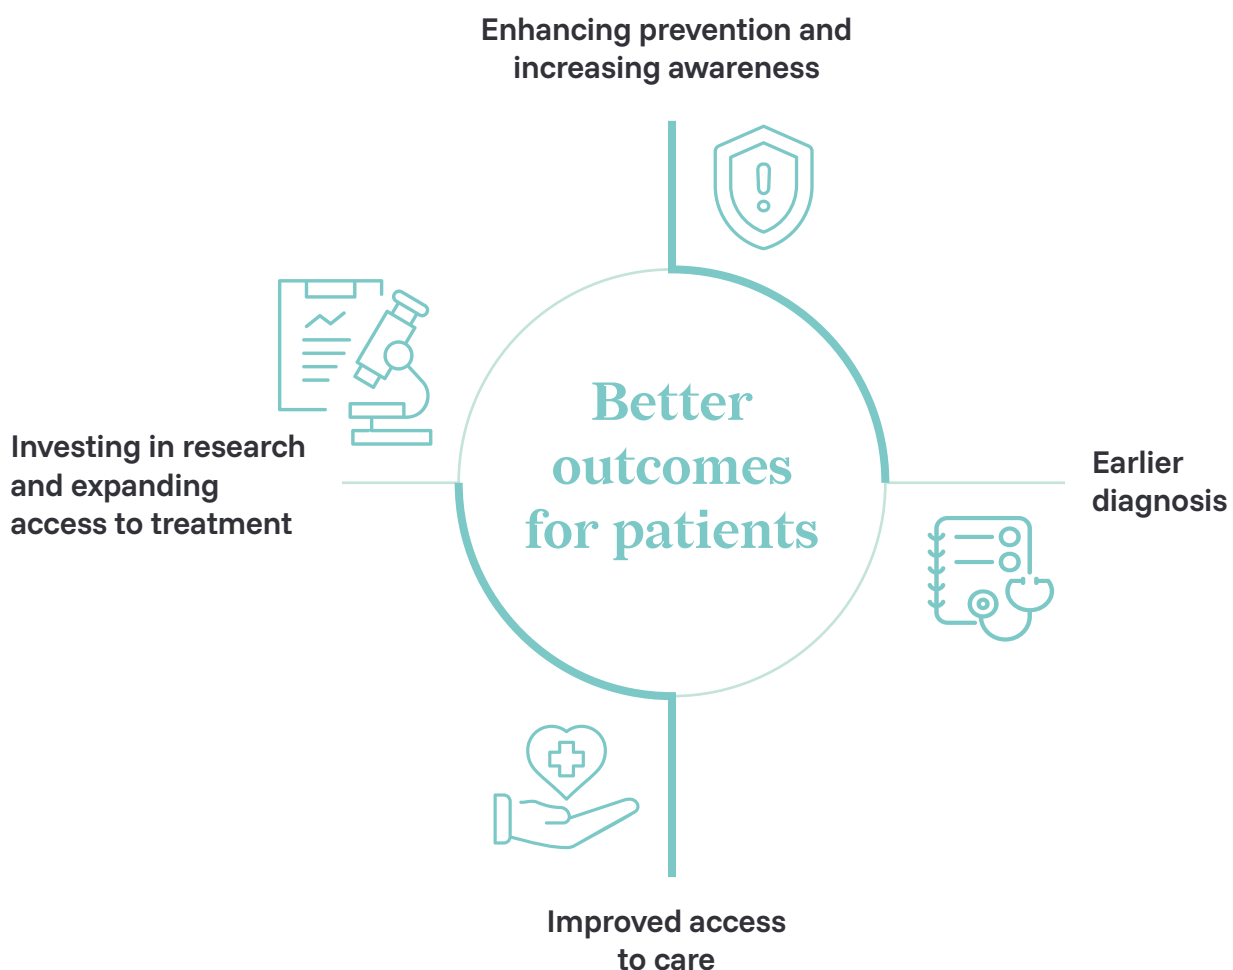 Enhancing prevention and
increasing awareness
Better
outcomes
for patients
Investing in research
and expanding
access to treatment
Earlier
diagnosis
Improved access
to care